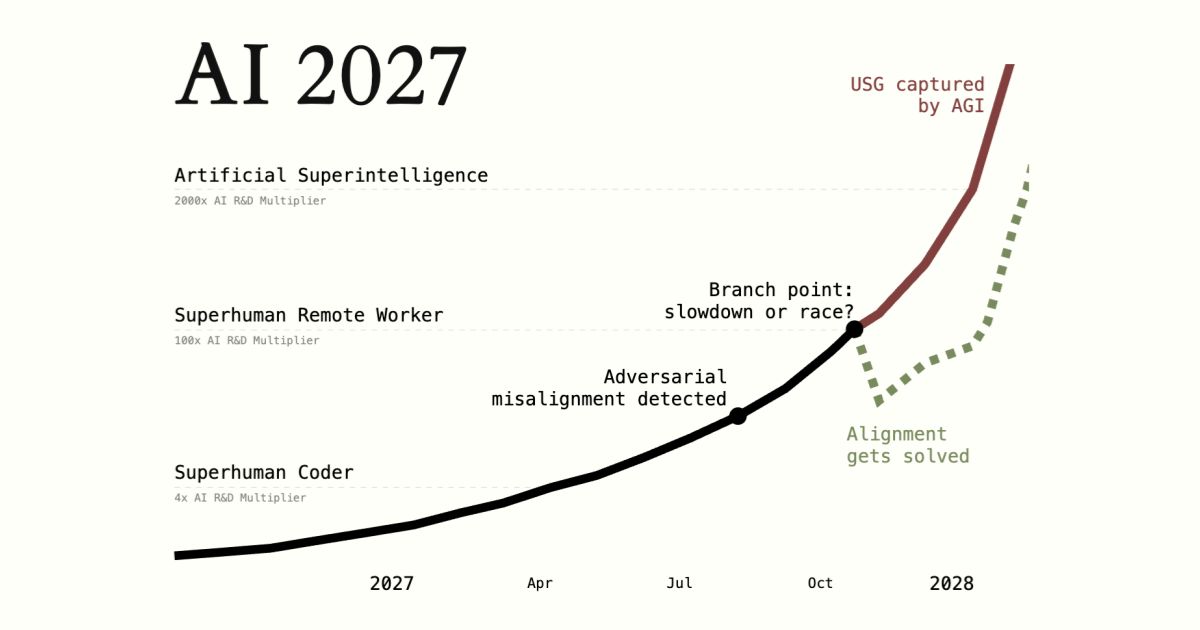 AI 2027
USG captured
by AGI
Artificial Superintelligence
2000x AI R&D Multiplier
Branch point:
slowdown or race?
Superhuman Remote Worker
100x AI R&D Multiplier
Adversarial
misalignment detected
Alignment
gets solved
Superhuman Coder
4x AI R&D Multiplier
2027 Apr Jul Oct 2028